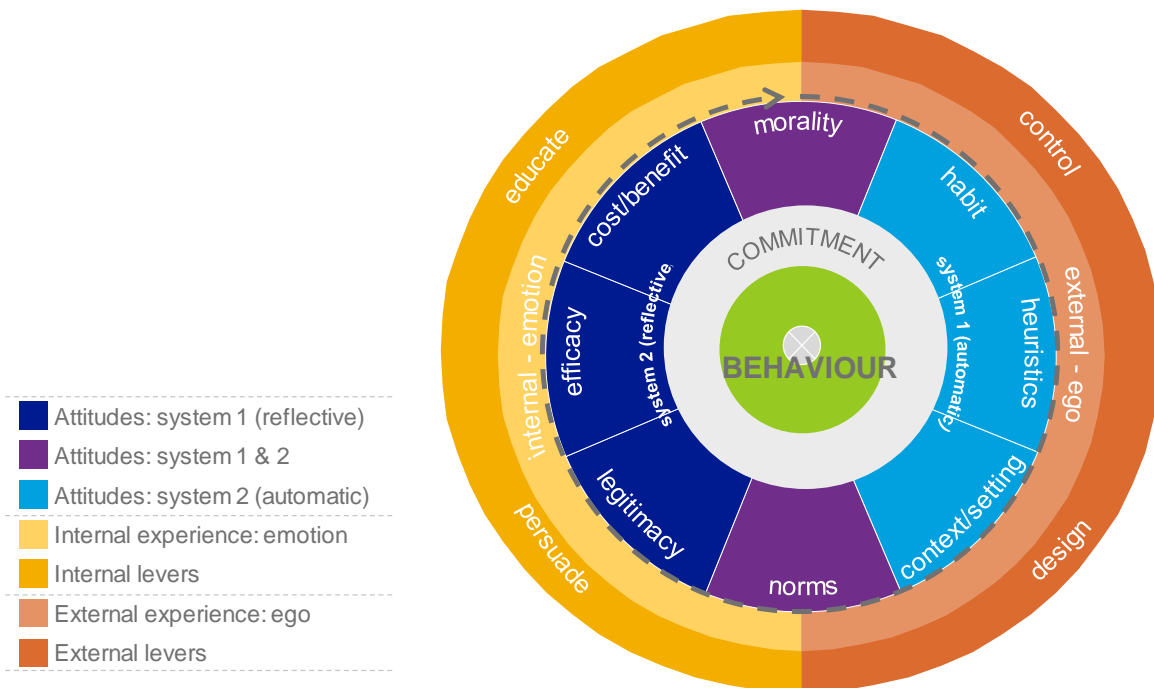 Attitudes: system 1 (reflective)
Attitudes: system 1 & 2
Attitudes: system 2 (automatic)
Internal experience: emotion
Internal levers
External experience: ego
External levers
educate
persuade
control
design
internal - emotion
external - ego
morality
habit
heuristics
context/setting
norms
legitimacy
efficacy
cost/benefit
system 2 (reflective
system 1 (automatic)
COMMITMENT
BEHAVIOUR